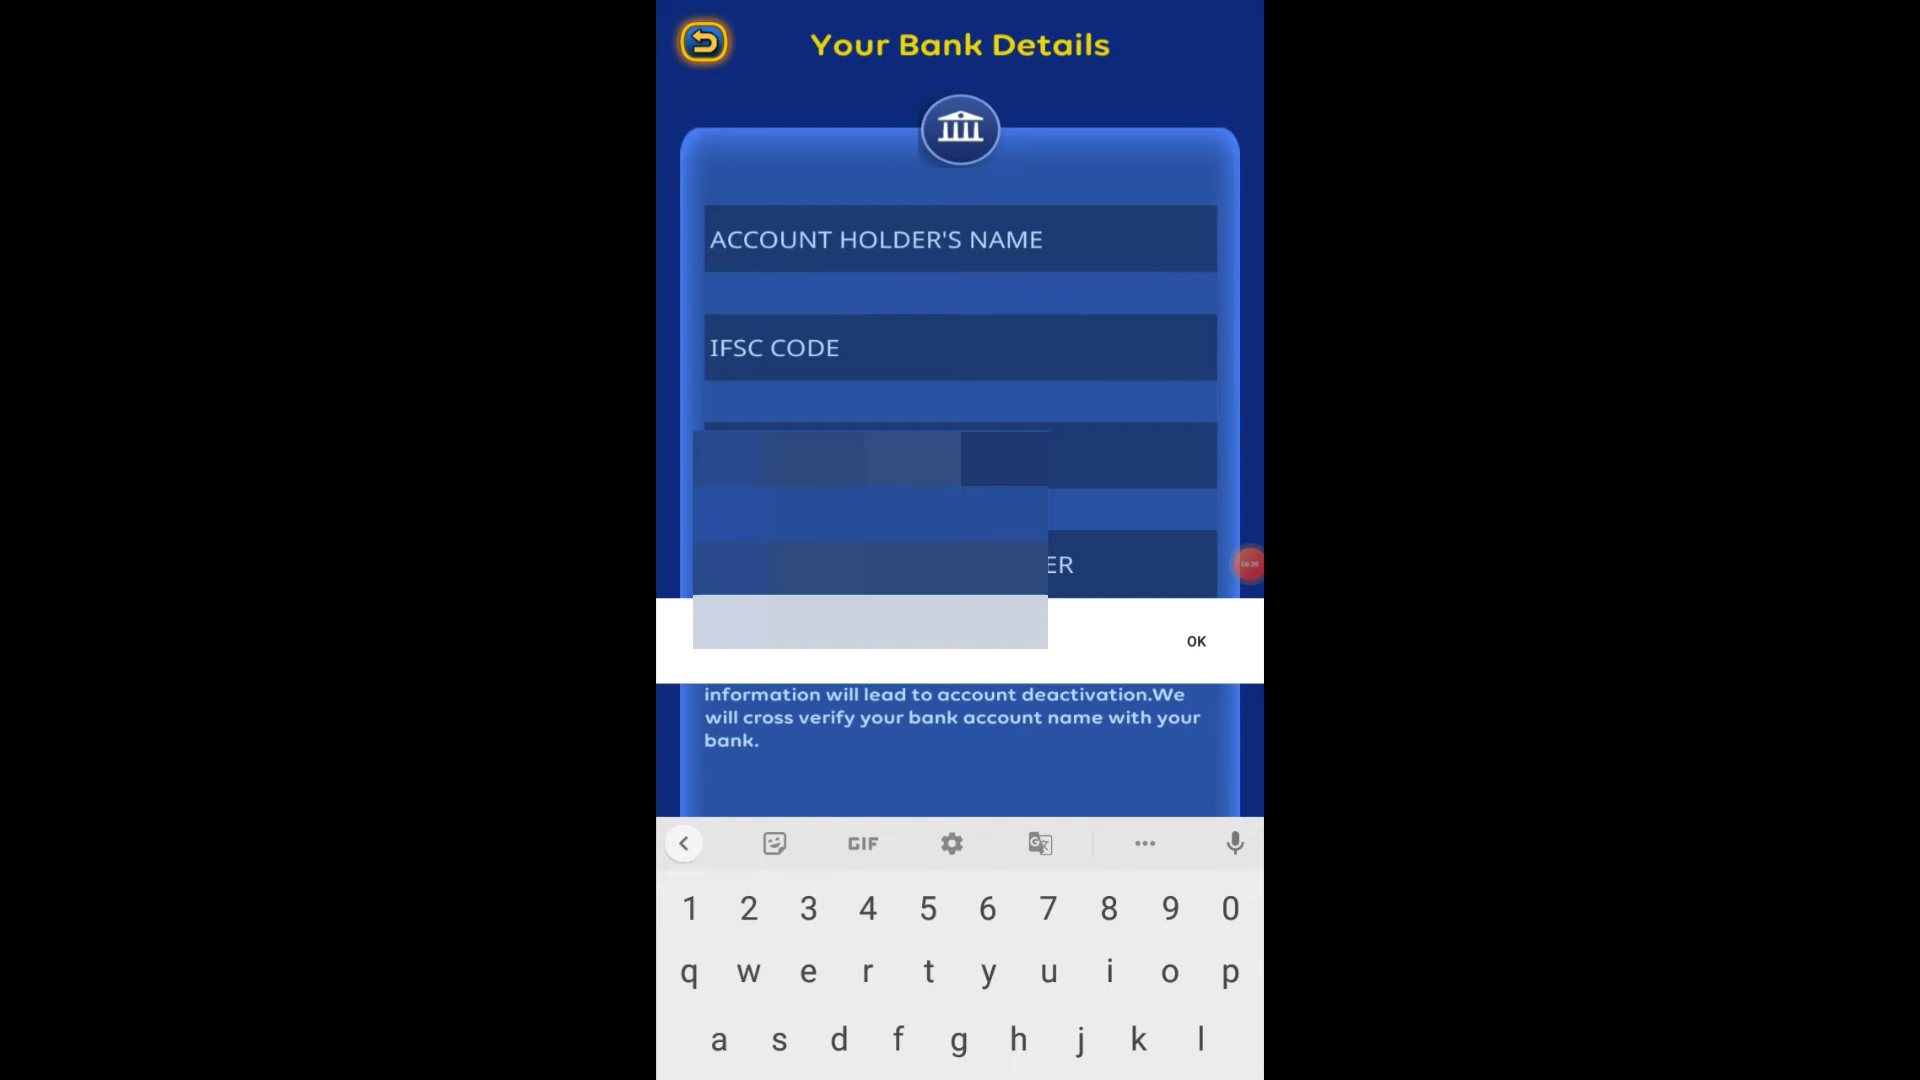 Your Bank Details
ACCOUNT HOLDER'S NAME
IFSC CODE
ER
OK
information will lead to account deactivation.We
will cross verify your bank account name with your
bank.
GIF
1 2 3 4 5 6 7 8 9 0
q w e r t y u i o p
a s d f g h j k l